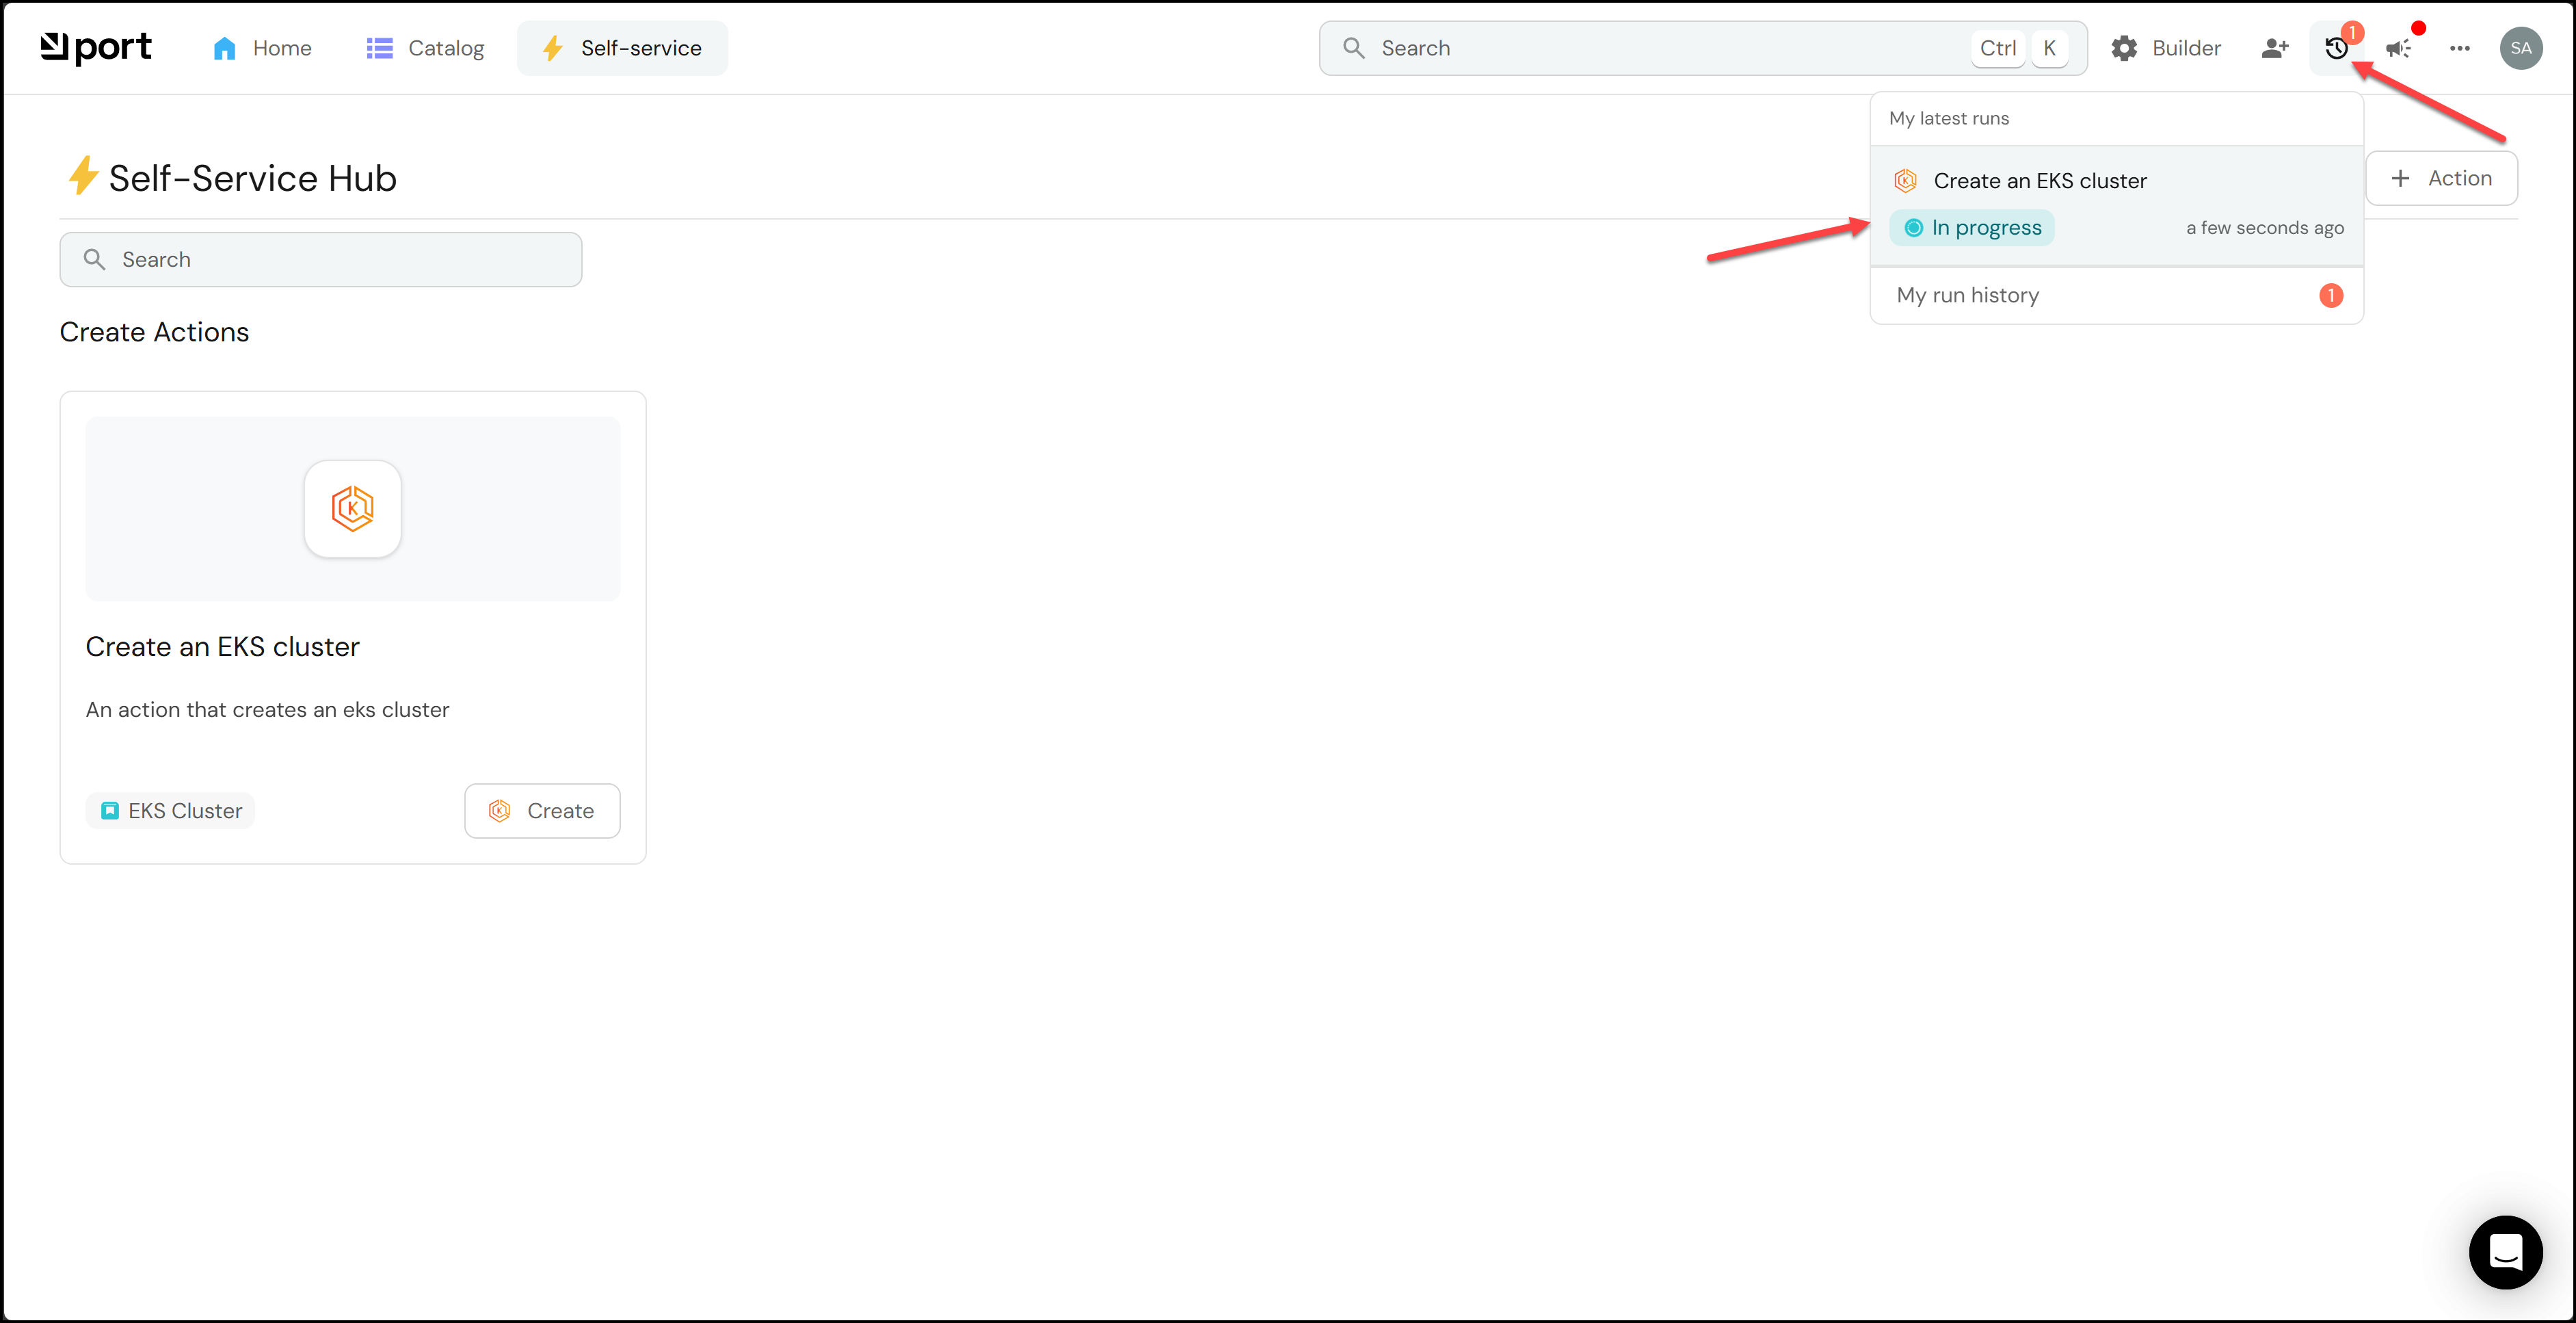 port Home Catalog Self-service Search Ctrl K Builder 1 SA
My latest runs
Self-Service Hub
Create an EKS cluster
+ Action
In progress a few seconds ago
Search
My run history 1
Create Actions
K
Create an EKS cluster
An action that creates an eks cluster
EKS Cluster
Create